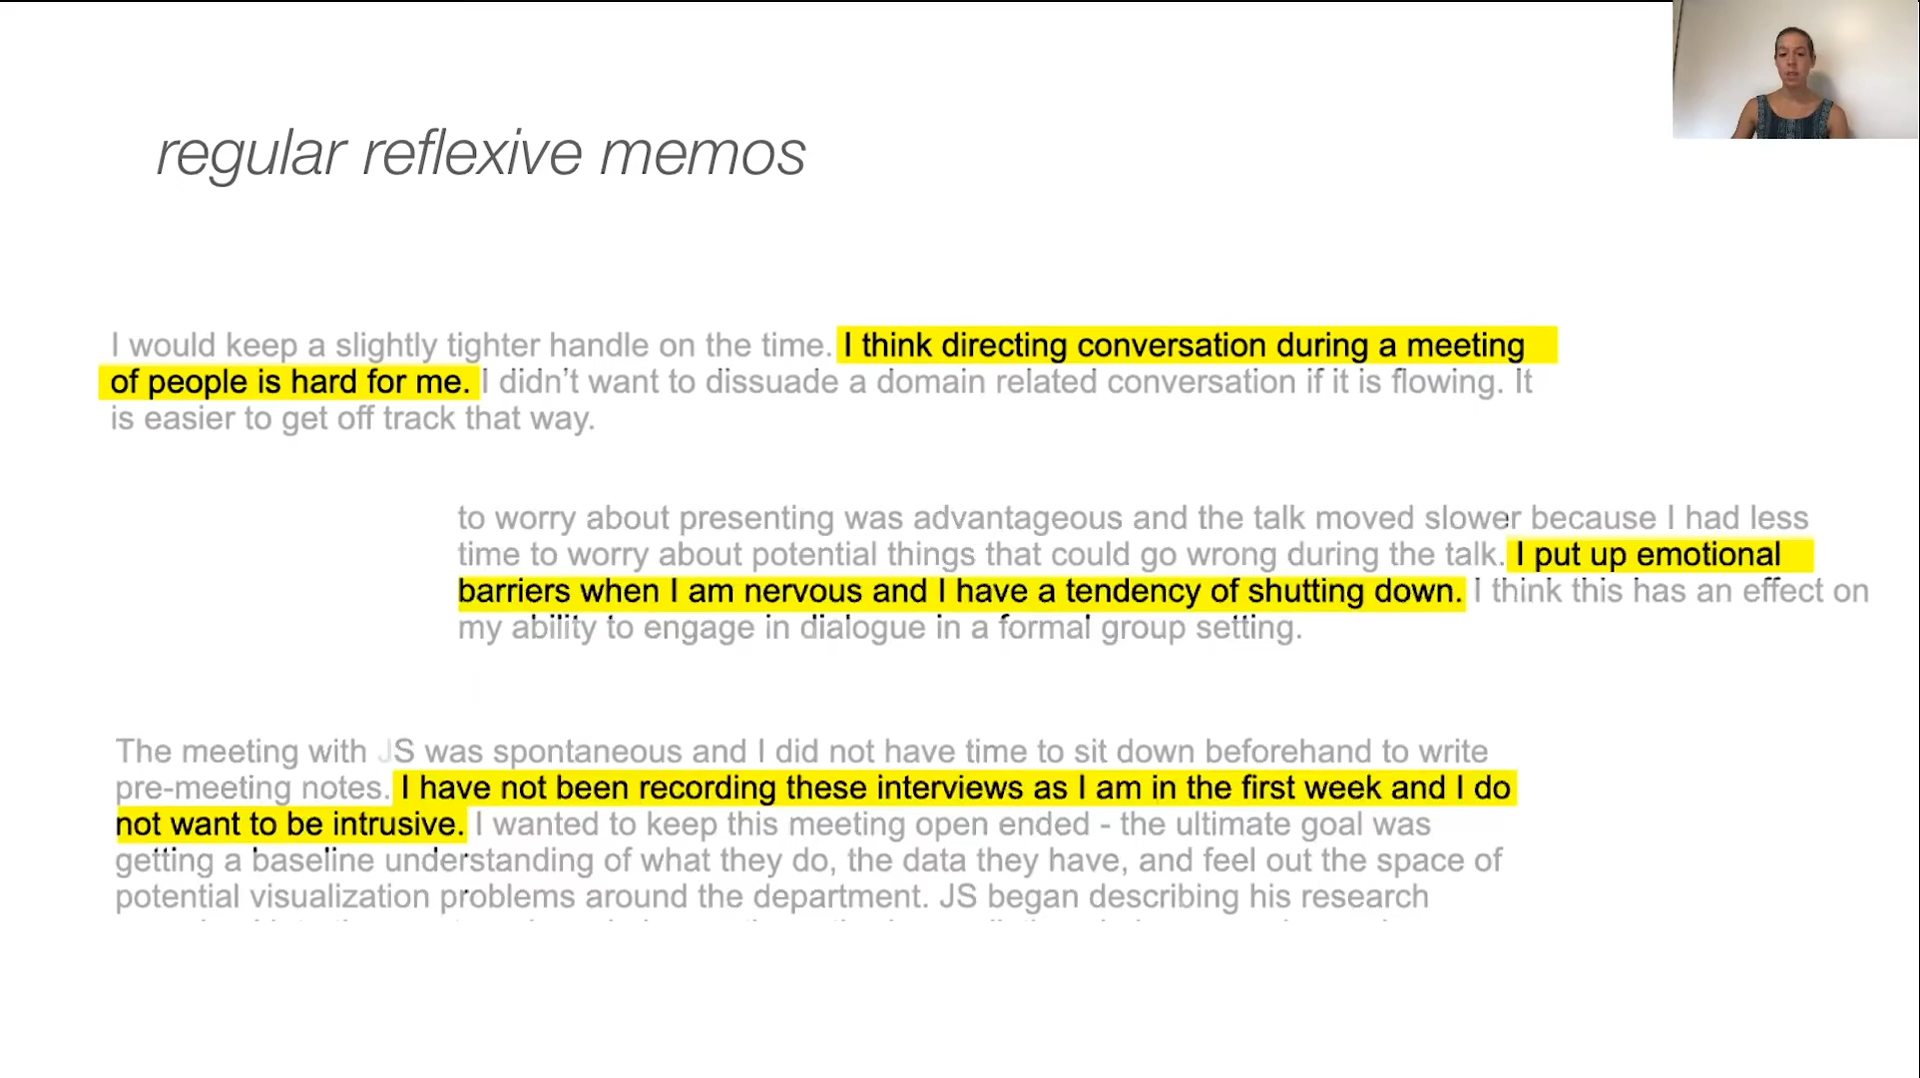 regular reflexive memos
I would keep a slightly tighter handle on the time. I think directing conversation during a meeting
of people is hard for me. I didn't want to dissuade a domain related conversation if it is flowing. It
is easier to get off track that way.
to worry about presenting was advantageous and the talk moved slower because I had less
time to worry about potential things that could go wrong during the talk. I put up emotional
barriers when I am nervous and I have a tendency of shutting down. I think this has an effect on
my ability to engage in dialogue in a formal group setting.
The meeting with JS was spontaneous and I did not have time to sit down beforehand to write
pre-meeting notes. I have not been recording these interviews as I am in the first week and I do
not want to be intrusive. I wanted to keep this meeting open ended - the ultimate goal was
getting a baseline understanding of what they do, the data they have, and feel out the space of
potential visualization problems around the department. JS began describing his research